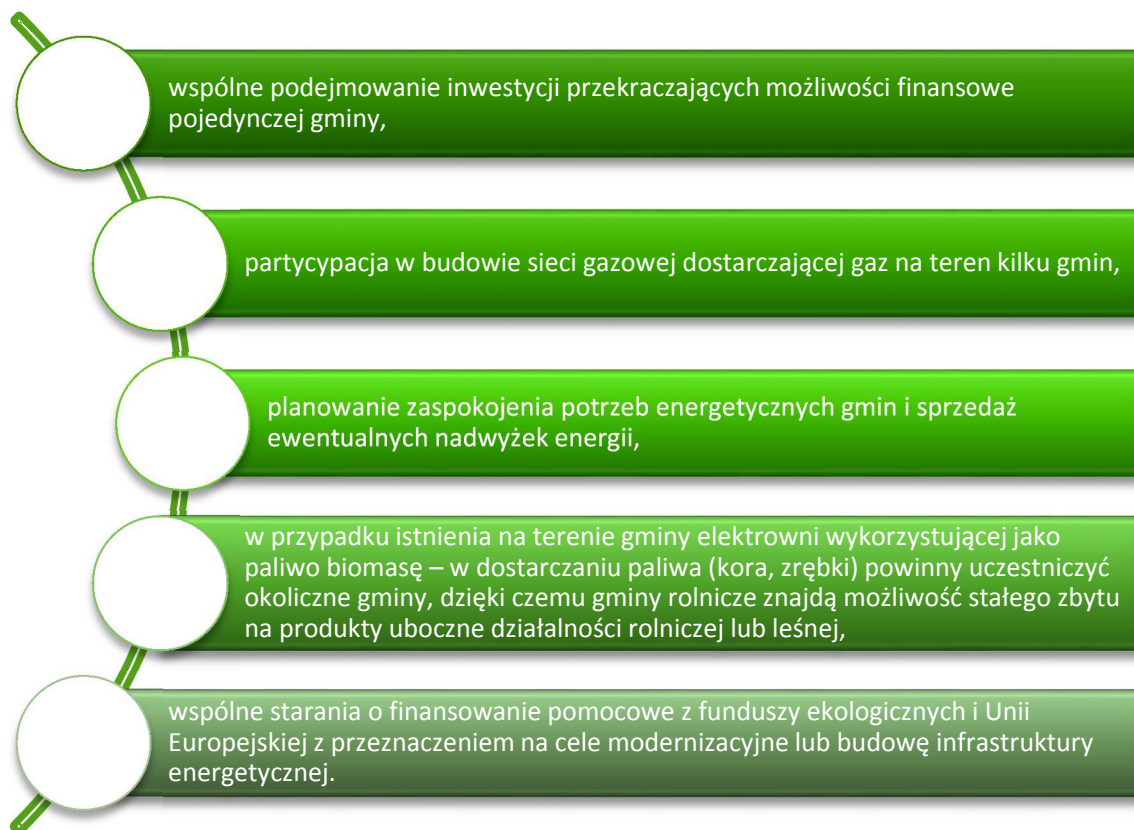 wspólne podejmowanie inwestycji przekraczających możliwości finansowe
pojedynczej gminy,
partycypacja w budowie sieci gazowej dostarczającej gaz na teren kilku gmin,
planowanie zaspokojenia potrzeb energetycznych gmin i sprzedaż
ewentualnych nadwyżek energii,
w przypadku istnienia na terenie gminy elektrowni wykorzystującej jako
paliwo biomasę – w dostarczaniu paliwa (kora, zrębki) powinny uczestniczyć
okoliczne gminy, dzięki czemu gminy rolnicze znajdą możliwość stałego zbytu
na produkty uboczne działalności rolniczej lub leśnej,
wspólne starania o finansowanie pomocowe z funduszy ekologicznych i Unii
Europejskiej z przeznaczeniem na cele modernizacyjne lub budowę infrastruktury
energetycznej.